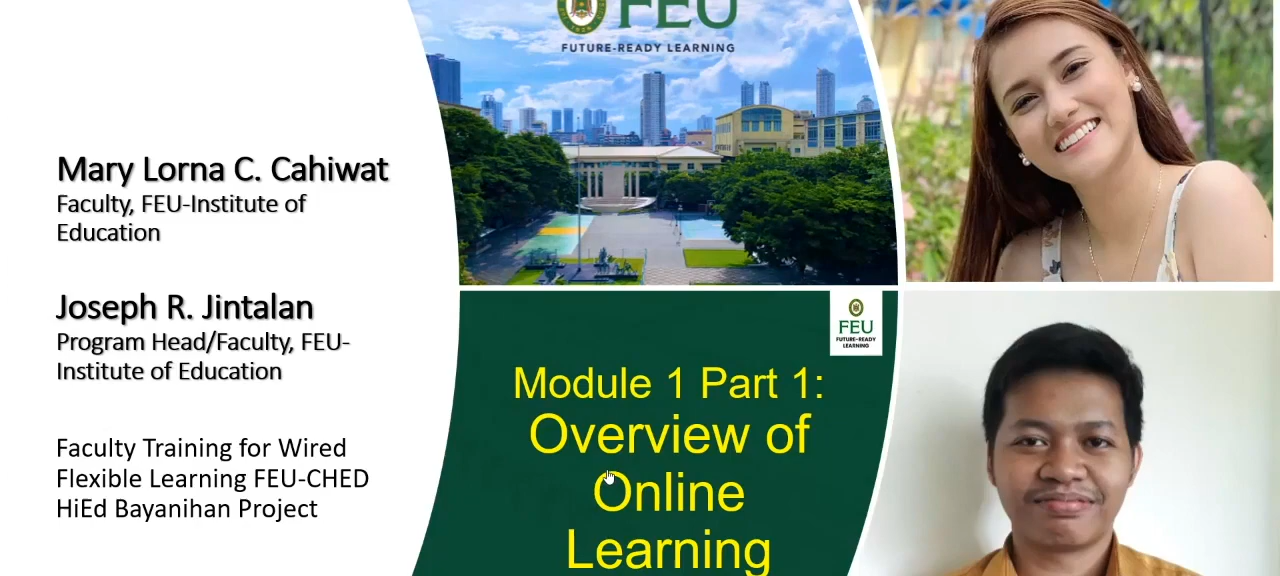 Mary Lorna C. Cahiwat
Faculty, FEU-Institute of
Education
Joseph R. Jintalan
Program Head/Faculty, FEU-
Institute of Education
Faculty Training for Wired
Flexible Learning FEU-CHED
HiEd Bayanihan Project
FEU
FUTURE-READY LEARNING
FEU
FUTURE-READY
LEARNING
Module 1 Part 1:
Overview of
Online
Learning